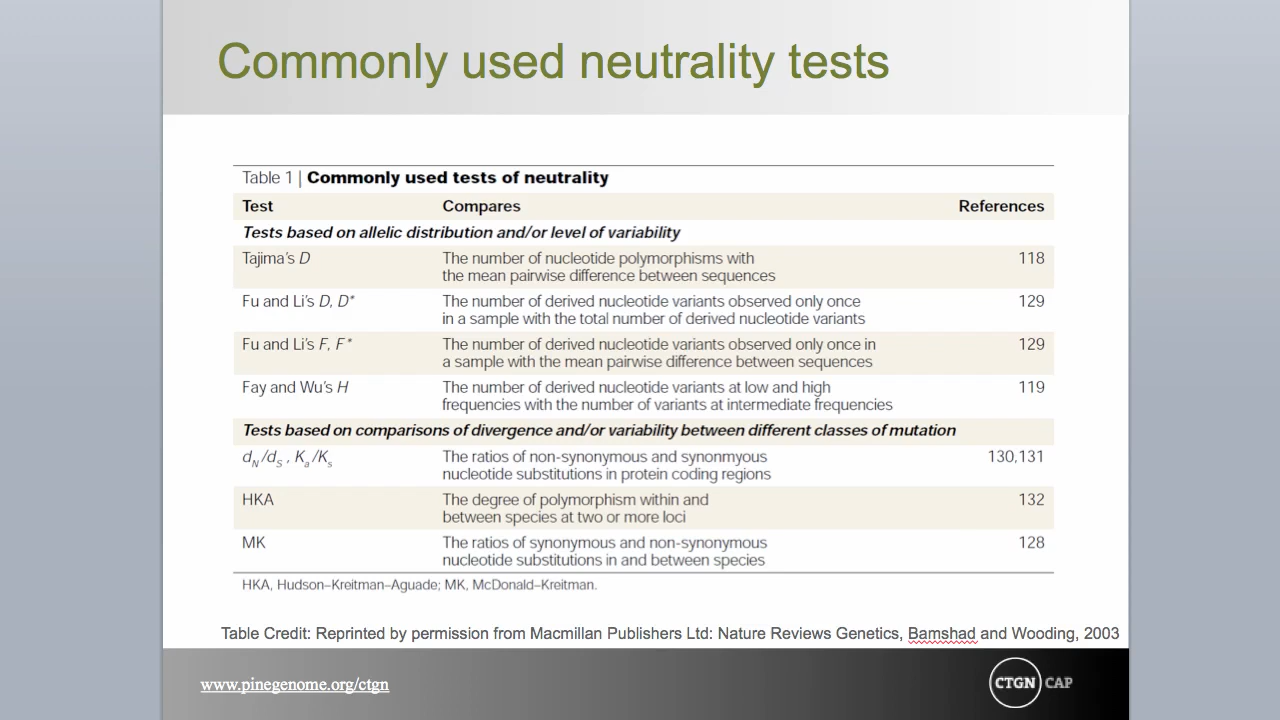 Commonly used neutrality tests
Table 1 | Commonly used tests of neutrality
Test Compares References
Tests based on allelic distribution and/or level of variability
Tajima's D The number of nucleotide polymorphisms with 118
the mean pairwise difference between sequences
Fu and Li's D, D* The number of derived nucleotide variants observed only once 129
in a sample with the total number of derived nucleotide variants
Fu and Li's F, F* The number of derived nucleotide variants observed only once in 129
a sample with the mean pairwise difference between sequences
Fay and Wu's H The number of derived nucleotide variants at low and high 119
frequencies with the number of variants at intermediate frequencies
Tests based on comparisons of divergence and/or variability between different classes of mutation
dN/dS, Ka/Ks The ratios of non-synonymous and synonmyous 130,131
nucleotide substitutions in protein coding regions
HKA The degree of polymorphism within and 132
between species at two or more loci
MK The ratios of synonymous and non-synonymous 128
nucleotide substitutions in and between species
HKA, Hudson–Kreitman–Aguade; MK, McDonald–Kreitman.
Table Credit: Reprinted by permission from Macmillan Publishers Ltd: Nature Reviews Genetics, Bamshad and Wooding, 2003
www.pinegenome.org/ctgn
CTGN CAP